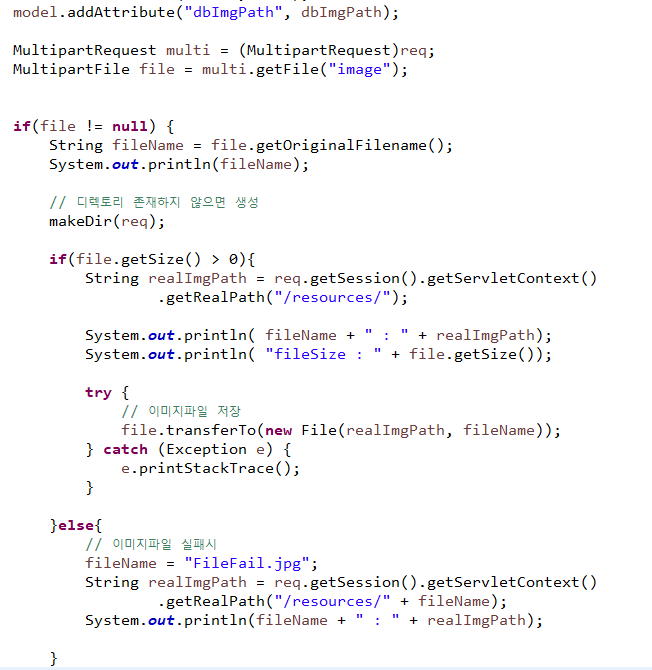 model.addAttribute("dbImgPath", dbImgPath);
MultipartRequest multi = (MultipartRequest)req;
MultipartFile file = multi.getFile("image");
if(file != null) {
String fileName = file.getOriginalFilename();
System.out.println(fileName);
// 디렉토리 존재하지 않으면 생성
makeDir(req);
if(file.getSize() > 0){
String realImgPath = req.getSession().getServletContext()
.getRealPath("/resources/");
System.out.println( fileName + " : " + realImgPath);
System.out.println( "fileSize : " + file.getSize());
try {
// 이미지파일 저장
file.transferTo(new File(realImgPath, fileName));
} catch (Exception e) {
e.printStackTrace();
}
}else{
// 이미지파일 실패시
fileName = "FileFail.jpg";
String realImgPath = req.getSession().getServletContext()
.getRealPath("/resources/" + fileName);
System.out.println(fileName + " : " + realImgPath);
}